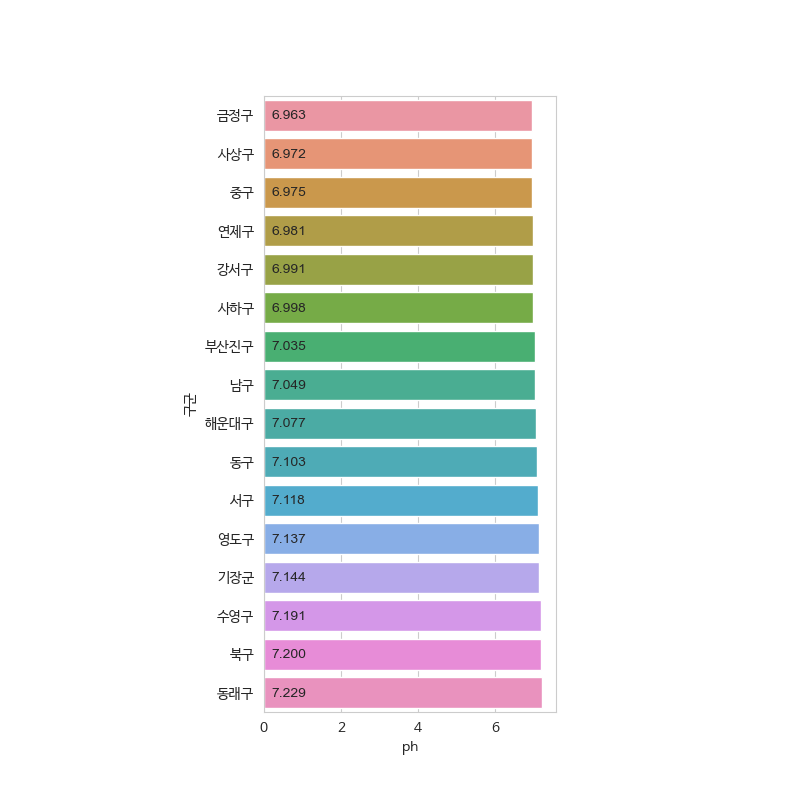 금정구 6.963
사상구 6.972
중구 6.975
연제구 6.981
강서구 6.991
사하구 6.998
부산진구 7.035
남구 7.049
구군
해운대구 7.077
동구 7.103
서구 7.118
영도구 7.137
기장군 7.144
수영구 7.191
북구 7.200
동래구 7.229
0 2 4 6
ph